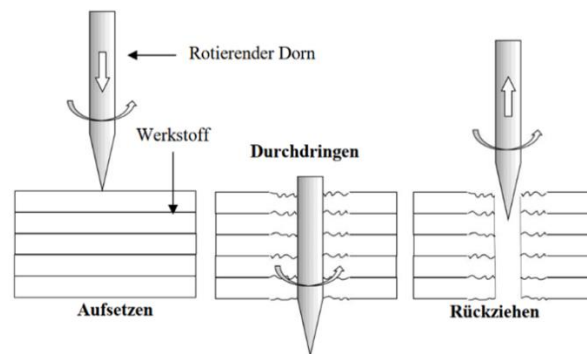 Rotierender Dorn
Werkstoff
Durchdringen
Aufsetzen
Rückziehen